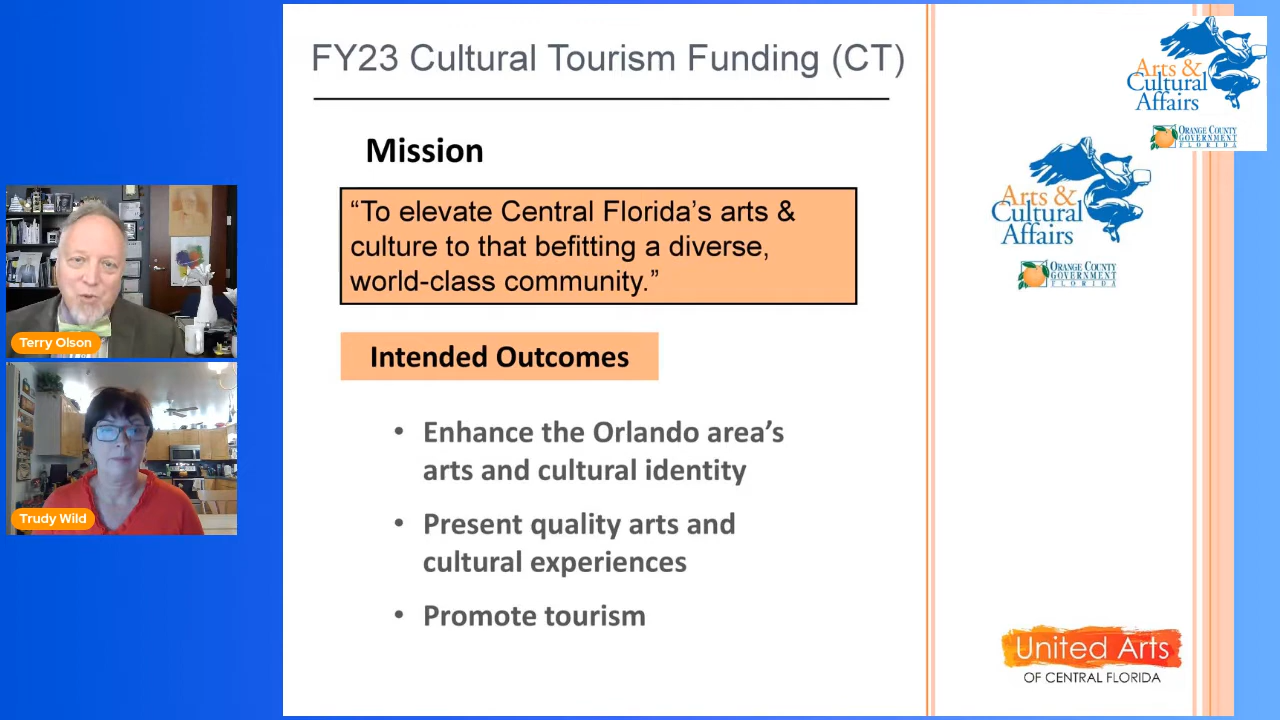 FY23 Cultural Tourism Funding (CT)
Mission
“To elevate Central Florida’s arts &
culture to that befitting a diverse,
world-class community.”
Intended Outcomes
• Enhance the Orlando area’s
arts and cultural identity
• Present quality arts and
cultural experiences
• Promote tourism
Terry Olson
Trudy Wild
Arts &
Cultural
Affairs
ORANGE COUNTY
GOVERNMENT
FLORIDA
Arts &
Cultural
Affairs
ORANGE COUNTY
GOVERNMENT
FLORIDA
United Arts
OF CENTRAL FLORIDA